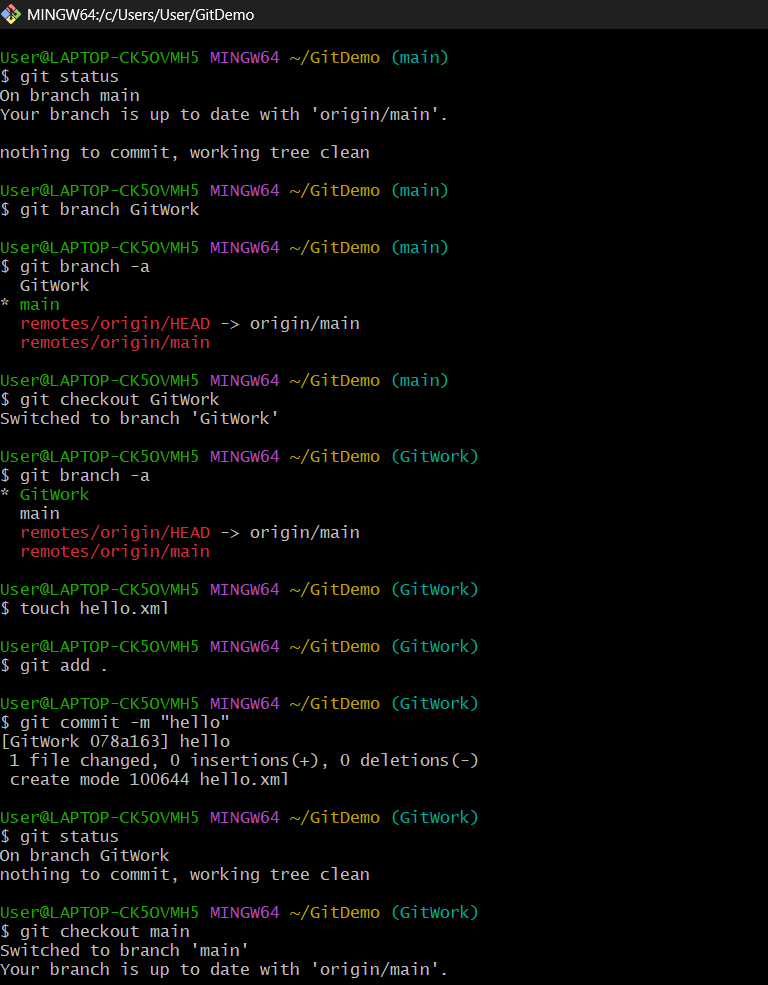 MINGW64:/c/Users/User/GitDemo
User@LAPTOP-CK5OVMH5 MINGW64 ~/GitDemo (main)
$ git status
On branch main
Your branch is up to date with 'origin/main'.
nothing to commit, working tree clean
User@LAPTOP-CK5OVMH5 MINGW64 ~/GitDemo (main)
$ git branch GitWork
User@LAPTOP-CK5OVMH5 MINGW64 ~/GitDemo (main)
$ git branch -a
  GitWork
* main
  remotes/origin/HEAD -> origin/main
  remotes/origin/main
User@LAPTOP-CK5OVMH5 MINGW64 ~/GitDemo (main)
$ git checkout GitWork
Switched to branch 'GitWork'
User@LAPTOP-CK5OVMH5 MINGW64 ~/GitDemo (GitWork)
$ git branch -a
* GitWork
  main
  remotes/origin/HEAD -> origin/main
  remotes/origin/main
User@LAPTOP-CK5OVMH5 MINGW64 ~/GitDemo (GitWork)
$ touch hello.xml
User@LAPTOP-CK5OVMH5 MINGW64 ~/GitDemo (GitWork)
$ git add .
User@LAPTOP-CK5OVMH5 MINGW64 ~/GitDemo (GitWork)
$ git commit -m "hello"
[GitWork 078a163] hello
 1 file changed, 0 insertions(+), 0 deletions(-)
 create mode 100644 hello.xml
User@LAPTOP-CK5OVMH5 MINGW64 ~/GitDemo (GitWork)
$ git status
On branch GitWork
nothing to commit, working tree clean
User@LAPTOP-CK5OVMH5 MINGW64 ~/GitDemo (GitWork)
$ git checkout main
Switched to branch 'main'
Your branch is up to date with 'origin/main'.